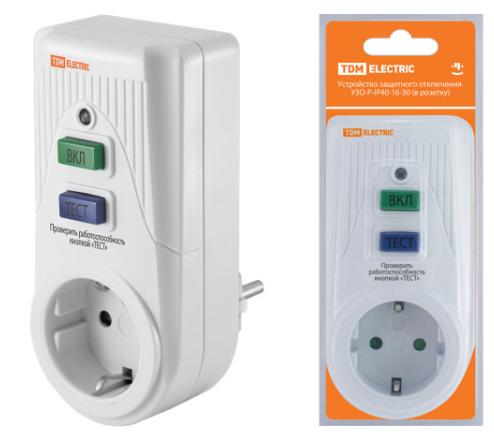 TDM ELECTRIC
ВКЛ
ТЕСТ
Проверить работоспособность
кнопкой «ТЕСТ»
TDM ELECTRIC
Устройство защитного отключения
УЗО-Р-IP40-16-30 (в розетку)
TDM ELECTRIC
ВКЛ
ТЕСТ
Проверить
работоспособность
кнопкой «ТЕСТ»